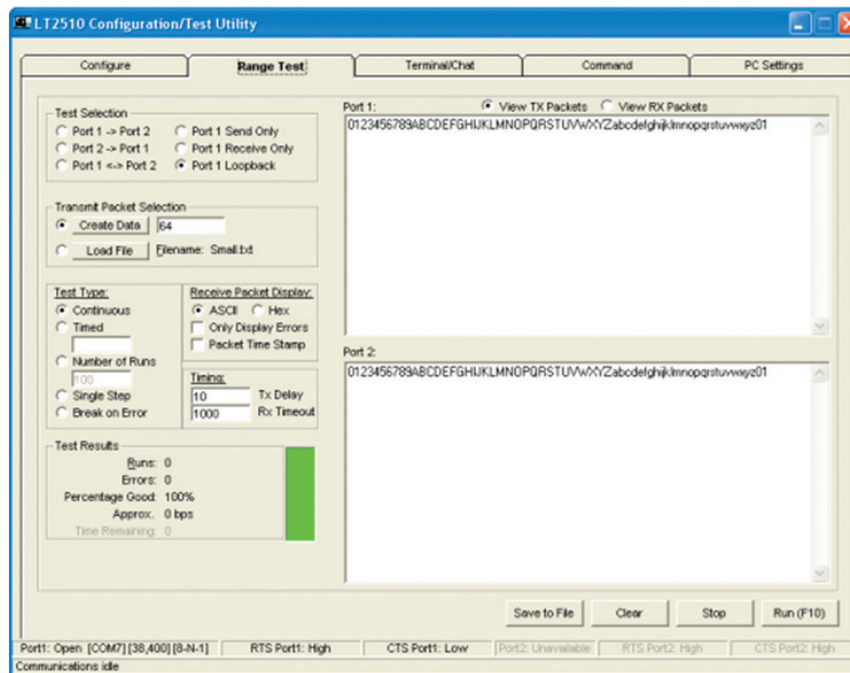 LT2510 Configuration/Test Utility
Configure
Range Test
Terminal/Chat
Command
PC Settings
Test Selection
Port 1 -> Port 2
Port 1 Send Only
Port 2 -> Port 1
Port 1 Receive Only
Port 1 <-> Port 2
Port 1 Loopback
Transmit Packet Selection
Create Data
64
Load File
Filename: Small.txt
Test Type:
Continuous
Timed
Number of Runs
100
Single Step
Break on Error
Receive Packet Display:
ASCII
Hex
Only Display Errors
Packet Time Stamp
Timing:
10 Tx Delay
1000 Rx Timeout
Test Results
Runs: 0
Errors: 0
Percentage Good: 100%
Approx. 0 bps
Time Remaining: 0
Port 1:
View TX Packets
View RX Packets
0123456789ABCDEFGHIJKLMNOPQRSTUVWXYZabcdefghijklmnopqrstuvwxyz01
Port 2:
0123456789ABCDEFGHIJKLMNOPQRSTUVWXYZabcdefghijklmnopqrstuvwxyz01
Save to File
Clear
Stop
Run (F10)
Port1: Open [COM7] [38,400] [8-N-1]
RTS Port1: High
CTS Port1: Low
Port2: Unavailable
RTS Port2: High
CTS Port2: High
Communications idle